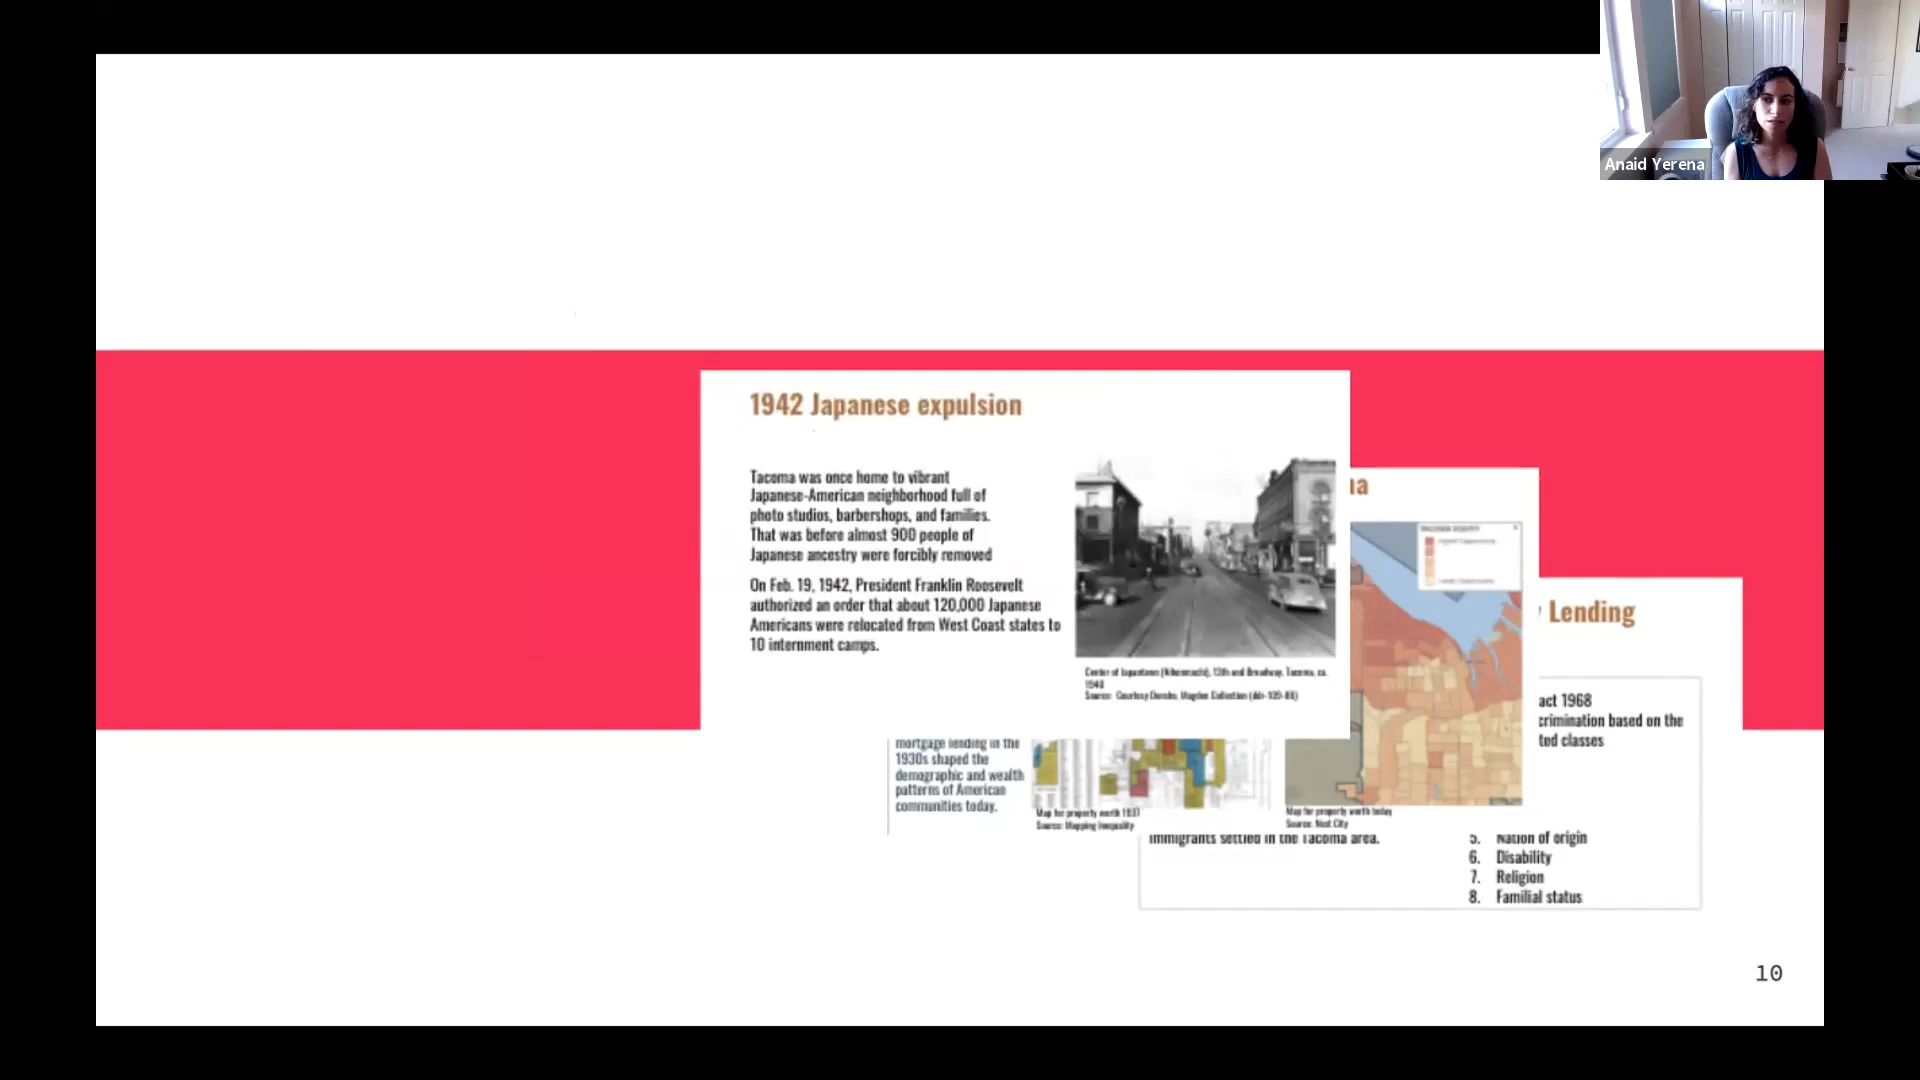 Anaid Yerena
1942 Japanese expulsion
Tacoma was once home to vibrant
Japanese-American neighborhood full of
photo studios, barbershops, and families.
That was before almost 900 people of
Japanese ancestry were forcibly removed
On Feb. 19, 1942, President Franklin Roosevelt
authorized an order that about 120,000 Japanese
Americans were relocated from West Coast states to
10 internment camps.
Center of Japantown (Nihonmachi), 13th and Broadway, Tacoma, ca.
1940
Source: Courtesy Densho, Magden Collection
na
Lending
act 1968
crimination based on the
ted classes
mortgage lending in the
1930s shaped the
demographic and wealth
patterns of American
communities today.
Map for property worth 1937
Source: Mapping Inequality
Map for property worth today
Source: Next City
immigrants settled in the Tacoma area.
5. Nation of origin
6. Disability
7. Religion
8. Familial status
10